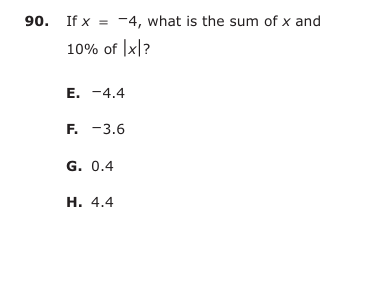 90. If x = ⁻4, what is the sum of x and
10% of |x|?
E. ⁻4.4
F. ⁻3.6
G. 0.4
H. 4.4